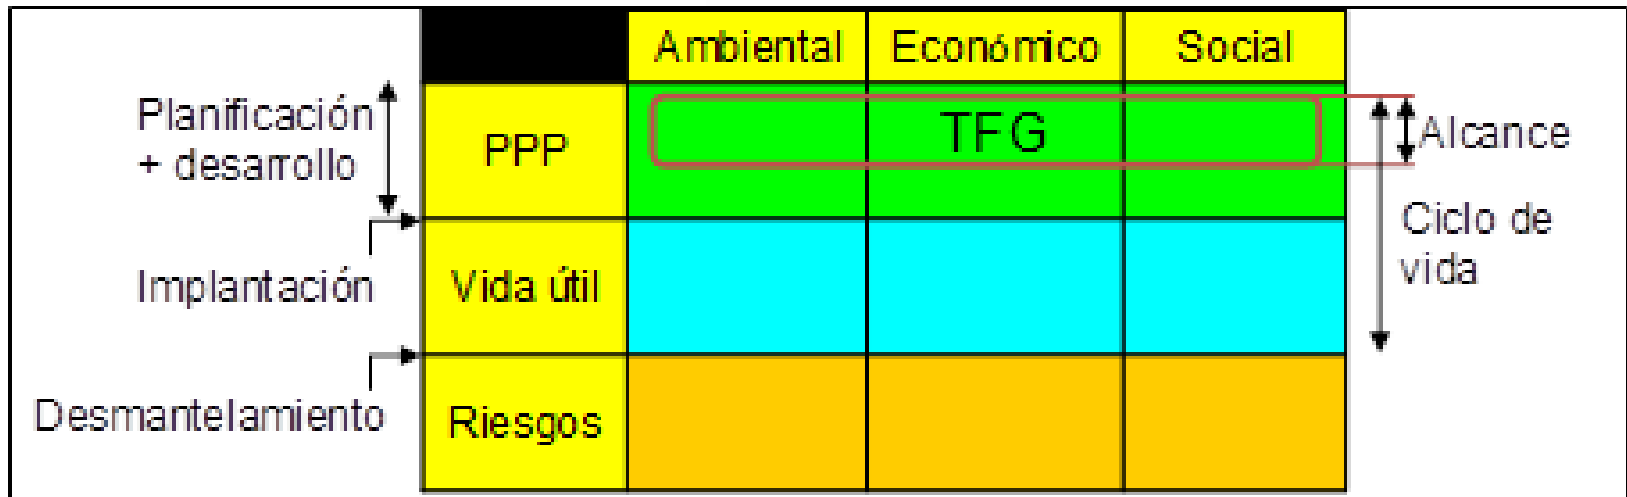 Ambiental Económico Social
Planificación
+ desarrollo
PPP
TFG
Alcance
Ciclo de
vida
Implantación
Vida útil
Desmantelamiento
Riesgos